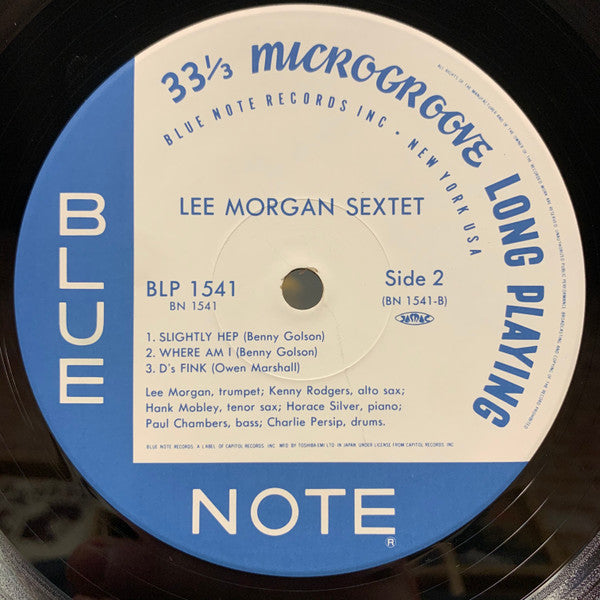 33⅓ MICROGROOVE LONG PLAYING
BLUE NOTE RECORDS INC • NEW YORK USA
LEE MORGAN SEXTET
BLP 1541
BN 1541
Side 2
(BN 1541-B)
JASRAC
1. SLIGHTLY HEP (Benny Golson)
2. WHERE AM I (Benny Golson)
3. D's FINK (Owen Marshall)
Lee Morgan, trumpet; Kenny Rodgers, alto sax;
Hank Mobley, tenor sax; Horace Silver, piano;
Paul Chambers, bass; Charlie Persip, drums.
BLUE NOTE RECORDS. A LABEL OF CAPITOL RECORDS. INC. MFD BY TOSHIBA-EMI LTD IN JAPAN. UNDER LICENSE FROM CAPITOL RECORDS. INC
BLUE
NOTE
®